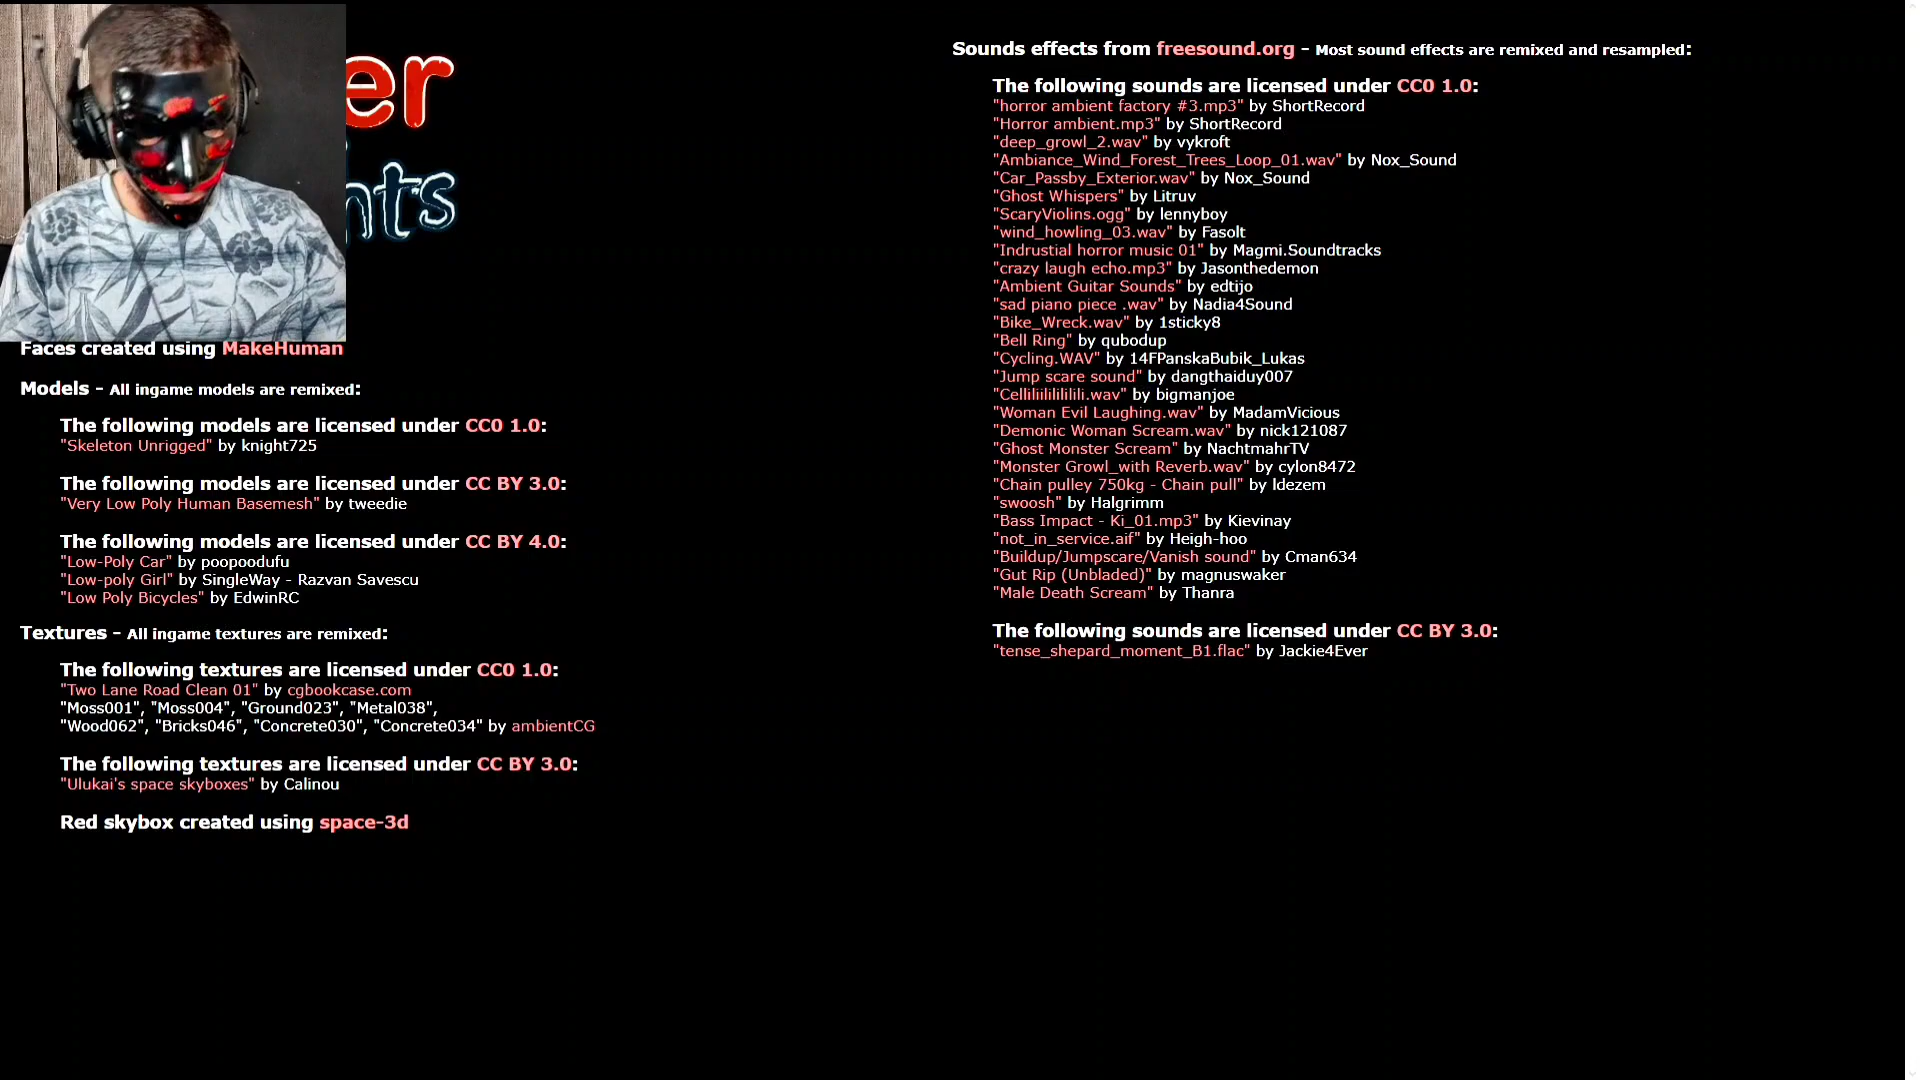 er
nts
Faces created using MakeHuman
Models - All ingame models are remixed:
The following models are licensed under CC0 1.0:
"Skeleton Unrigged" by knight725
The following models are licensed under CC BY 3.0:
"Very Low Poly Human Basemesh" by tweedie
The following models are licensed under CC BY 4.0:
"Low-Poly Car" by poopoodufu
"Low-poly Girl" by SingleWay - Razvan Savescu
"Low Poly Bicycles" by EdwinRC
Textures - All ingame textures are remixed:
The following textures are licensed under CC0 1.0:
"Two Lane Road Clean 01" by cgbookcase.com
"Moss001", "Moss004", "Ground023", "Metal038",
"Wood062", "Bricks046", "Concrete030", "Concrete034" by ambientCG
The following textures are licensed under CC BY 3.0:
"Ulukai's space skyboxes" by Calinou
Red skybox created using space-3d
Sounds effects from freesound.org - Most sound effects are remixed and resampled:
The following sounds are licensed under CC0 1.0:
"horror ambient factory #3.mp3" by ShortRecord
"Horror ambient.mp3" by ShortRecord
"deep_growl_2.wav" by vykroft
"Ambiance_Wind_Forest_Trees_Loop_01.wav" by Nox_Sound
"Car_Passby_Exterior.wav" by Nox_Sound
"Ghost Whispers" by Litruv
"ScaryViolins.ogg" by lennyboy
"wind_howling_03.wav" by Fasolt
"Indrustial horror music 01" by Magmi.Soundtracks
"crazy laugh echo.mp3" by Jasonthedemon
"Ambient Guitar Sounds" by edtijo
"sad piano piece .wav" by Nadia4Sound
"Bike_Wreck.wav" by 1sticky8
"Bell Ring" by qubodup
"Cycling.WAV" by 14FPanskaBubik_Lukas
"Jump scare sound" by dangthaiduy007
"Celliliilililili.wav" by bigmanjoe
"Woman Evil Laughing.wav" by MadamVicious
"Demonic Woman Scream.wav" by nick121087
"Ghost Monster Scream" by NachtmahrTV
"Monster Growl_with Reverb.wav" by cylon8472
"Chain pulley 750kg - Chain pull" by ldezem
"swoosh" by Halgrimm
"Bass Impact - Ki_01.mp3" by Kievinay
"not_in_service.aif" by Heigh-hoo
"Buildup/Jumpscare/Vanish sound" by Cman634
"Gut Rip (Unbladed)" by magnuswaker
"Male Death Scream" by Thanra
The following sounds are licensed under CC BY 3.0:
"tense_shepard_moment_B1.flac" by Jackie4Ever